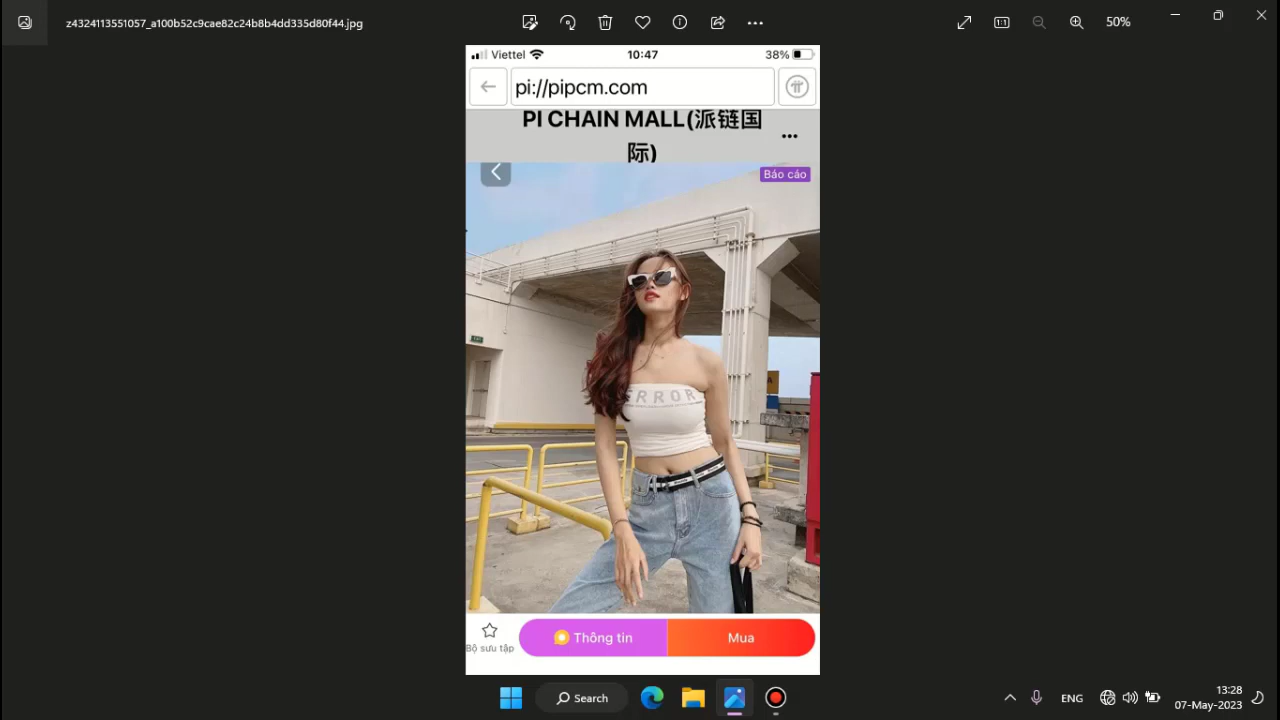 z4324113551057_a100b52c9cae82c24b8b4dd335d80f44.jpg
50%
Viettel
10:47
38%
pi://pipcm.com
PI CHAIN MALL(派链国
际)
Báo cáo
ERROR
Bộ sưu tập
Thông tin
Mua
Search
ENG
13:28
07-May-2023